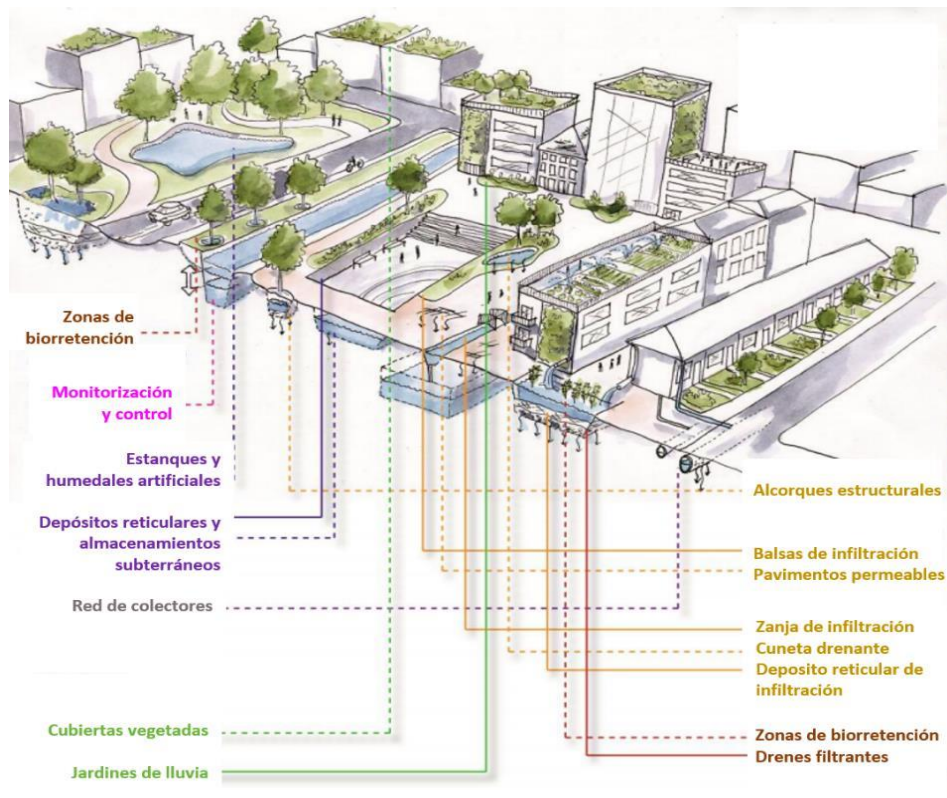 Zonas de
biorretención
Monitorización
y control
Estanques y
humedales artificiales
Depósitos reticulares y
almacenamientos
subterráneos
Red de colectores
Cubiertas vegetadas
Jardines de lluvia
Alcorques estructurales
Balsas de infiltración
Pavimentos permeables
Zanja de infiltración
Cuneta drenante
Deposito reticular de
infiltración
Zonas de biorretención
Drenes filtrantes